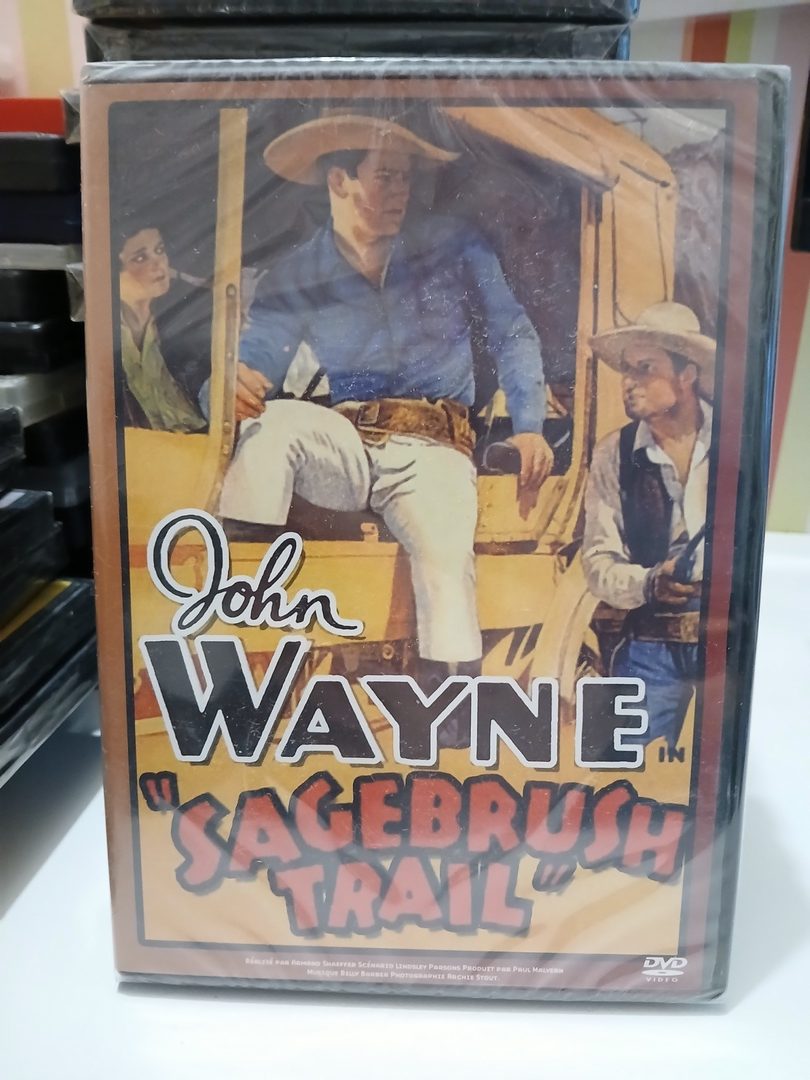 John
WAYNE IN
"SAGEBRUSH
TRAIL"
RÉALISÉ PAR ARMAND SHAEFFER SCÉNARIO LINDSLEY PARSONS PRODUIT PAR PAUL MALVERN
MUSIQUE BILLY BARBER PHOTOGRAPHIE ARCHIE STOUT.
DVD
VIDEO